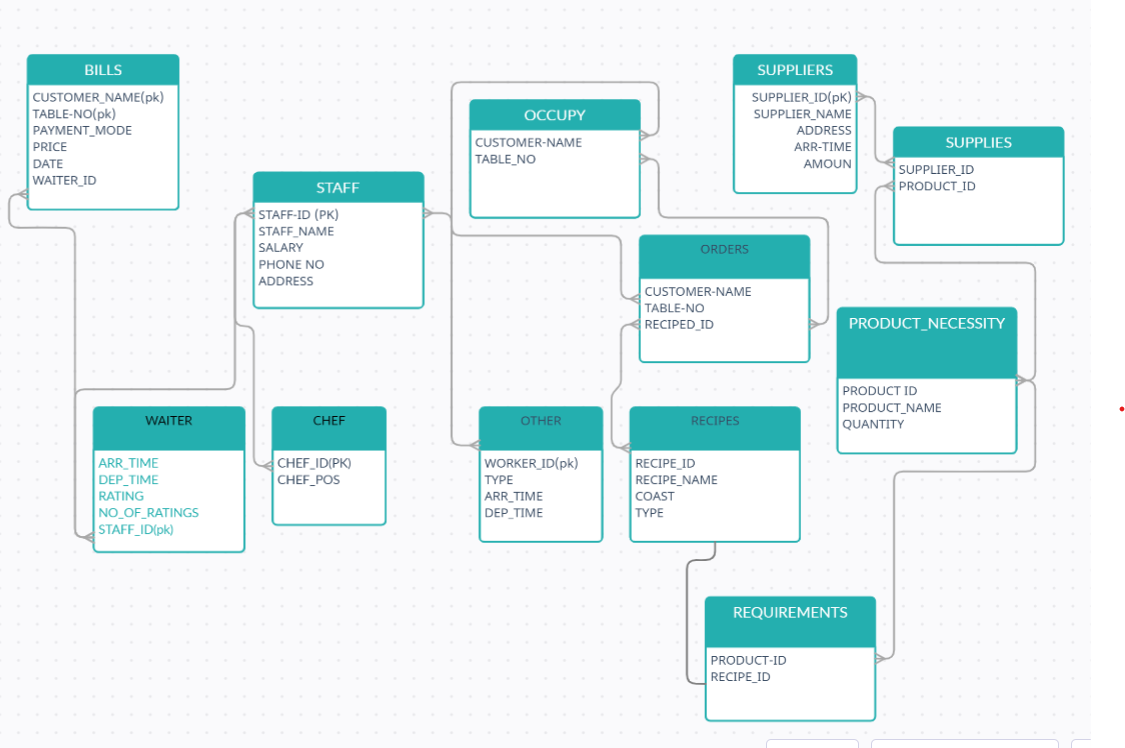 BILLS
CUSTOMER_NAME(pk)
TABLE-NO(pk)
PAYMENT_MODE
PRICE
DATE
WAITER_ID
STAFF
STAFF-ID (PK)
STAFF_NAME
SALARY
PHONE NO
ADDRESS
OCCUPY
CUSTOMER-NAME
TABLE_NO
SUPPLIERS
SUPPLIER_ID(pK)
SUPPLIER_NAME
ADDRESS
ARR-TIME
AMOUN
SUPPLIES
SUPPLIER_ID
PRODUCT_ID
ORDERS
CUSTOMER-NAME
TABLE-NO
RECIPED_ID
PRODUCT_NECESSITY
PRODUCT ID
PRODUCT_NAME
QUANTITY
WAITER
ARR_TIME
DEP_TIME
RATING
NO_OF_RATINGS
STAFF_ID(pk)
CHEF
CHEF_ID(PK)
CHEF_POS
OTHER
WORKER_ID(pk)
TYPE
ARR_TIME
DEP_TIME
RECIPES
RECIPE_ID
RECIPE_NAME
COAST
TYPE
REQUIREMENTS
PRODUCT-ID
RECIPE_ID